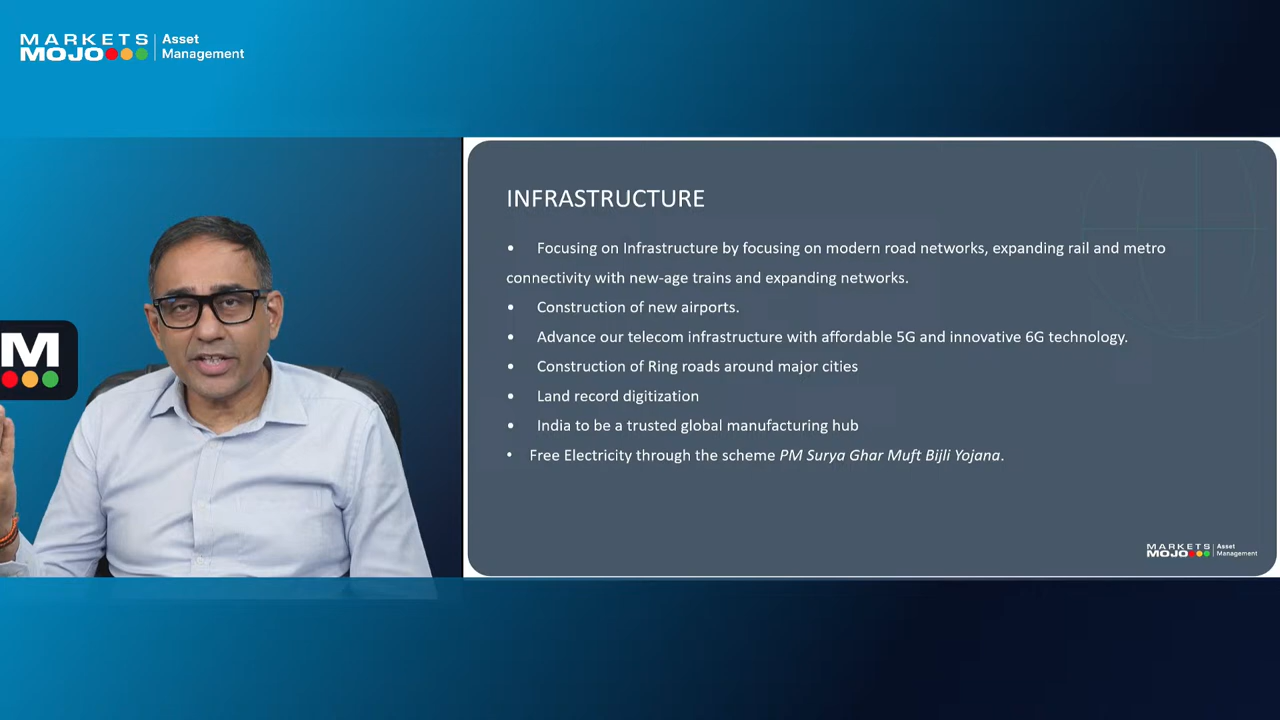 MARKETS MOJO Asset Management
M
INFRASTRUCTURE
• Focusing on Infrastructure by focusing on modern road networks, expanding rail and metro
connectivity with new-age trains and expanding networks.
• Construction of new airports.
• Advance our telecom infrastructure with affordable 5G and innovative 6G technology.
• Construction of Ring roads around major cities
• Land record digitization
• India to be a trusted global manufacturing hub
• Free Electricity through the scheme PM Surya Ghar Muft Bijli Yojana.
MARKETS MOJO Asset Management